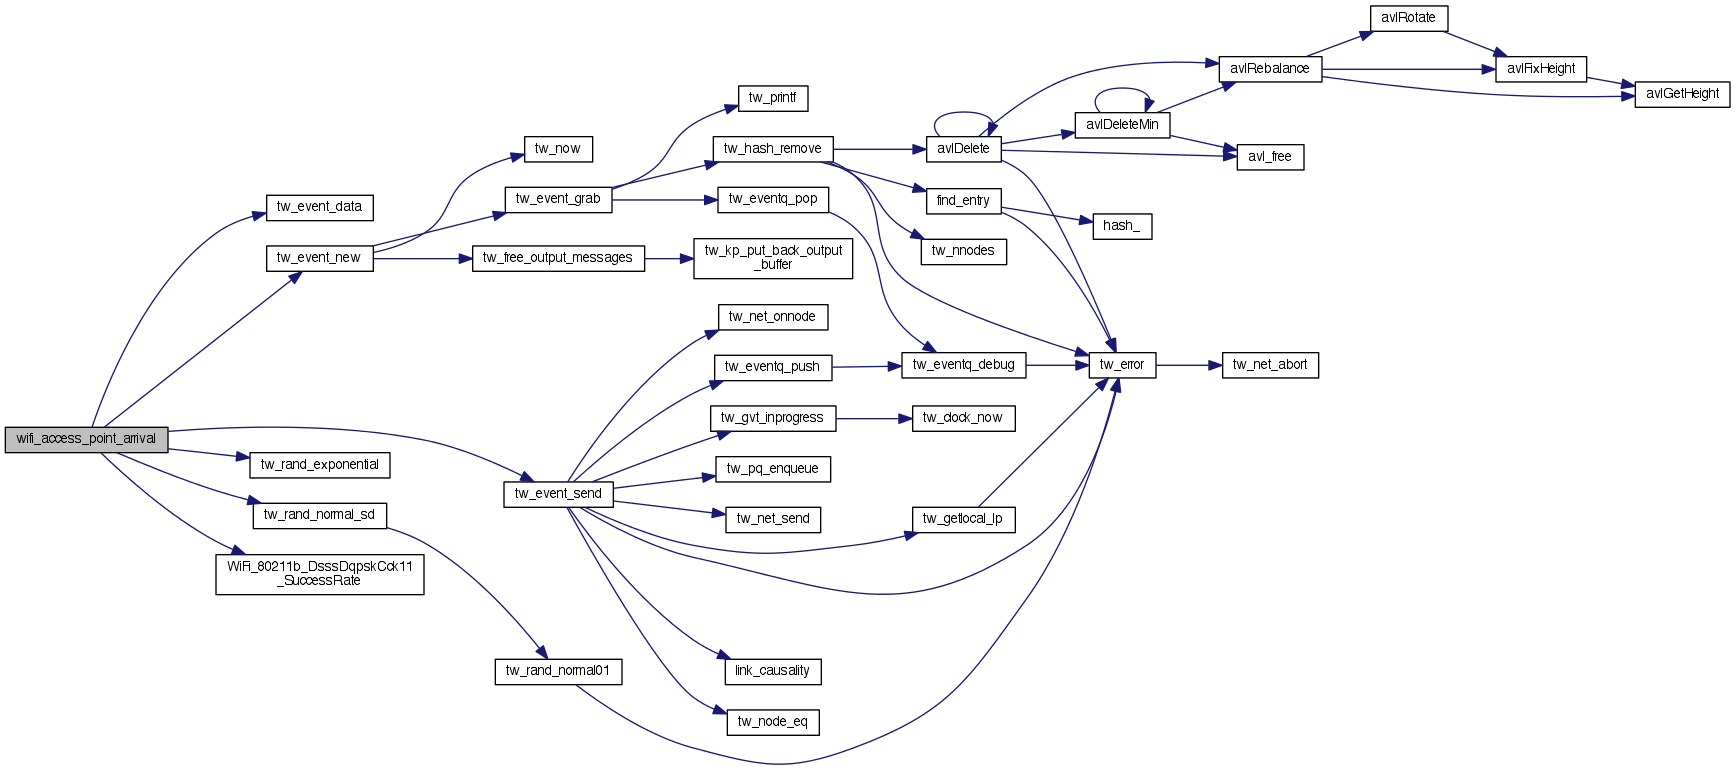 avlRotate
avlRebalance
avlFixHeight
avlGetHeight
tw_printf
avlDeleteMin
tw_now
tw_hash_remove
avlDelete
avl_free
tw_event_data
tw_event_grab
tw_eventq_pop
find_entry
hash_
tw_event_new
tw_free_output_messages
tw_kp_put_back_output
_buffer
tw_nnodes
tw_net_onnode
tw_eventq_push
tw_eventq_debug
tw_error
tw_net_abort
wifi_access_point_arrival
tw_gvt_inprogress
tw_clock_now
tw_rand_exponential
tw_pq_enqueue
tw_event_send
tw_rand_normal_sd
tw_net_send
tw_getlocal_lp
WiFi_80211b_DsssDqpskCck11
_SuccessRate
tw_rand_normal01
link_causality
tw_node_eq